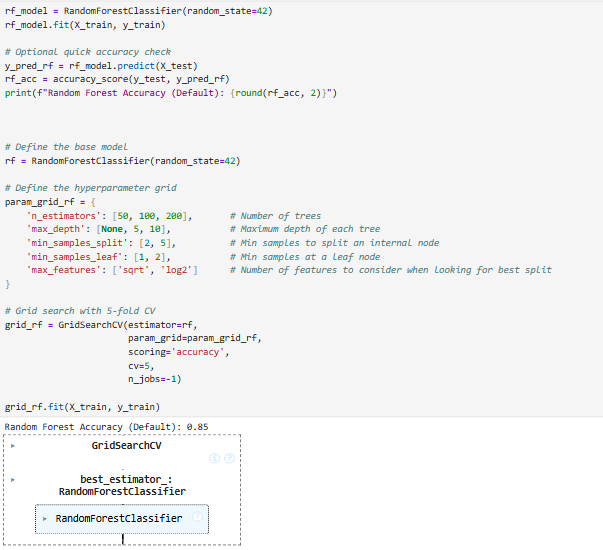 rf_model = RandomForestClassifier(random_state=42)
rf_model.fit(X_train, y_train)
# Optional quick accuracy check
y_pred_rf = rf_model.predict(X_test)
rf_acc = accuracy_score(y_test, y_pred_rf)
print(f"Random Forest Accuracy (Default): {round(rf_acc, 2)}")
# Define the base model
rf = RandomForestClassifier(random_state=42)
# Define the hyperparameter grid
param_grid_rf = {
    'n_estimators': [50, 100, 200],       # Number of trees
    'max_depth': [None, 5, 10],           # Maximum depth of each tree
    'min_samples_split': [2, 5],          # Min samples to split an internal node
    'min_samples_leaf': [1, 2],           # Min samples at a leaf node
    'max_features': ['sqrt', 'log2']      # Number of features to consider when looking for best split
}
# Grid search with 5-fold CV
grid_rf = GridSearchCV(estimator=rf,
                       param_grid=param_grid_rf,
                       scoring='accuracy',
                       cv=5,
                       n_jobs=-1)
grid_rf.fit(X_train, y_train)
Random Forest Accuracy (Default): 0.85
GridSearchCV
i ?
best_estimator_:
RandomForestClassifier
RandomForestClassifier ?